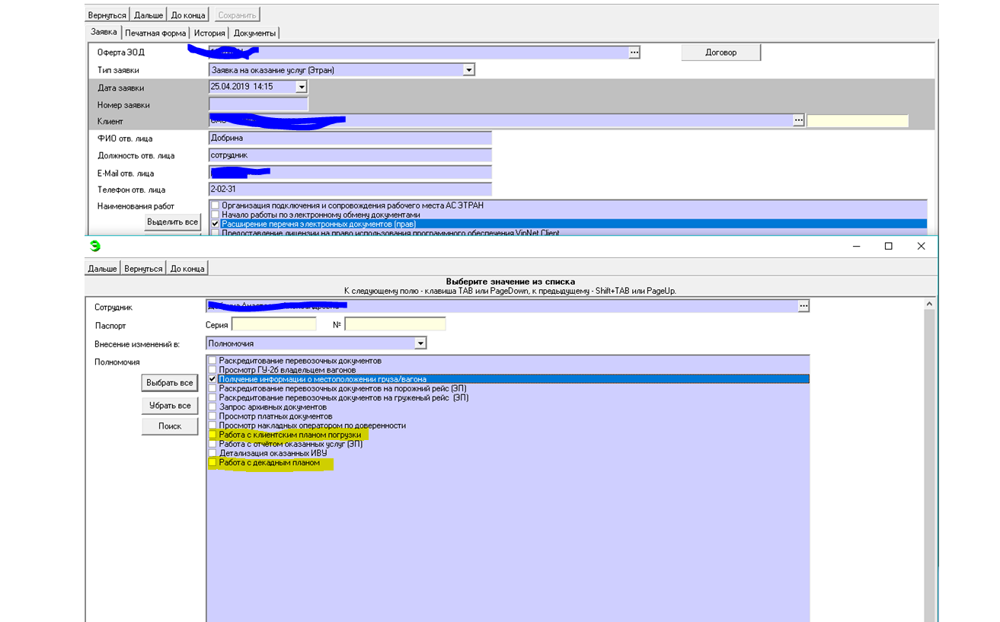 Вернуться Дальше До конца Сохранить
Заявка Печатная форма История Документы
Оферта ЗОД ... Договор
Тип заявки Заявка на оказание услуг (Этран)
Дата заявки 25.04.2019 14:15
Номер заявки
Клиент ...
ФИО отв. лица Добрина
Должность отв. лица сотрудник
E-Mail отв. лица
Телефон отв. лица 2-02-31
Наименования работ Организация подключения и сопровождения рабочего места АС ЭТРАН
Начало работы по электронному обмену документами
Выделить все Расширение перечня электронных документов (прав)
Предоставление лицензии на право использования программного обеспечения VipNet Client
Э
Дальше Вернуться До конца
Выберите значение из списка
К следующему полю - клавиша TAB или PageDown, к предыдущему - Shift+TAB или PageUp.
Сотрудник ...
Паспорт Серия №
Внесение изменений в: Полномочия
Полномочия Раскредитование перевозочных документов
Просмотр ГУ-2б владельцем вагонов
Выбрать все Получение информации о местоположении груза/вагона
Раскредитование перевозочных документов на порожний рейс (ЭП)
Раскредитование перевозочных документов на груженый рейс (ЭП)
Убрать все Запрос архивных документов
Просмотр платных документов
Поиск Просмотр накладных оператором по доверенности
Работа с клиентским планом погрузки
Работа с отчётом оказанных услуг (ЭП)
Детализация оказанных ИВУ
Работа с декадным планом